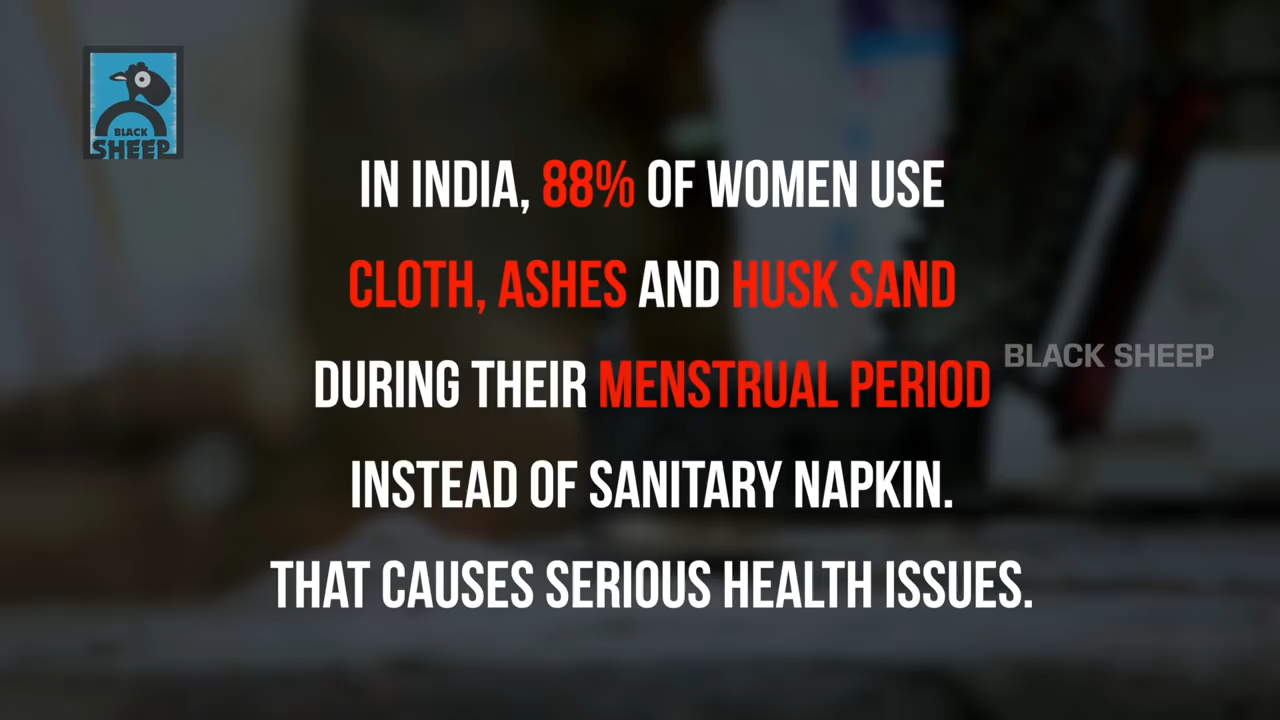 BLACK
SHEEP
IN INDIA, 88% OF WOMEN USE
CLOTH, ASHES AND HUSK SAND
DURING THEIR MENSTRUAL PERIOD
INSTEAD OF SANITARY NAPKIN.
THAT CAUSES SERIOUS HEALTH ISSUES.
BLACK SHEEP